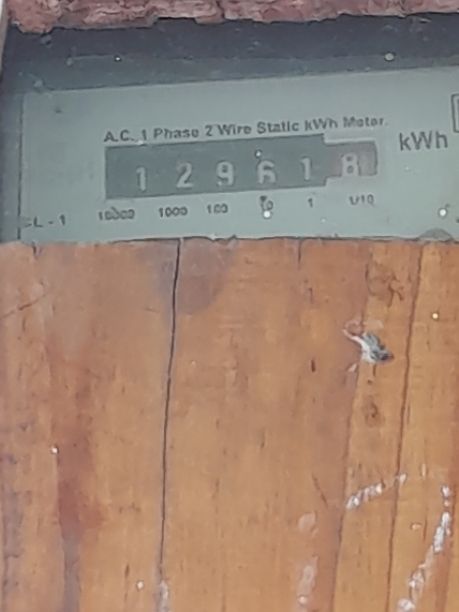 A.C. 1 Phase 2 Wire Static kWh Meter.
1 2 9 6 1 8 kWh
CL - 1 10000 1000 100 10 1 1/10